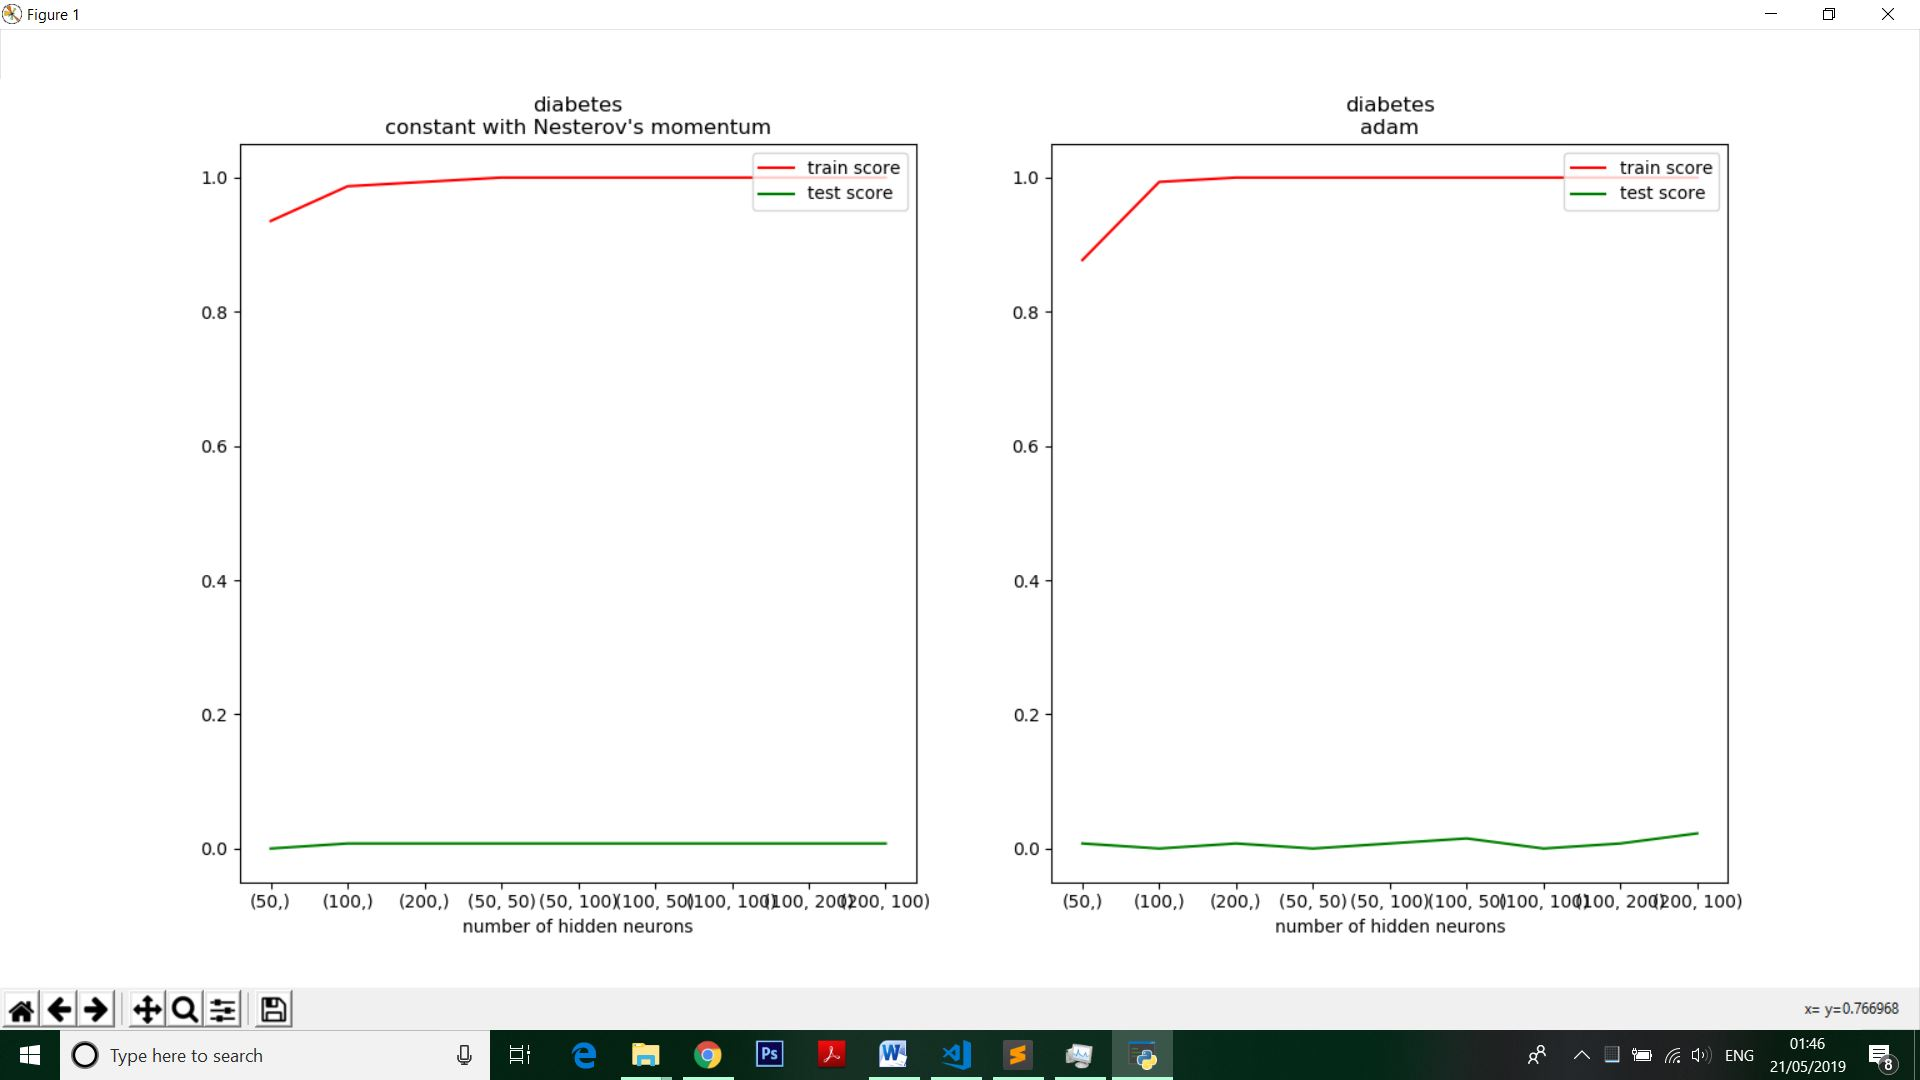 Figure 1
diabetes
constant with Nesterov's momentum
train score
test score
1.0
0.8
0.6
0.4
0.2
0.0
(50,) (100,) (200,) (50, 50) (50, 100) (100, 50) (100, 100) (100, 200) (200, 100)
number of hidden neurons
diabetes
adam
train score
test score
1.0
0.8
0.6
0.4
0.2
0.0
(50,) (100,) (200,) (50, 50) (50, 100) (100, 50) (100, 100) (100, 200) (200, 100)
number of hidden neurons
x= y=0.766968
Type here to search
Ps
W
ENG
01:46
21/05/2019
8